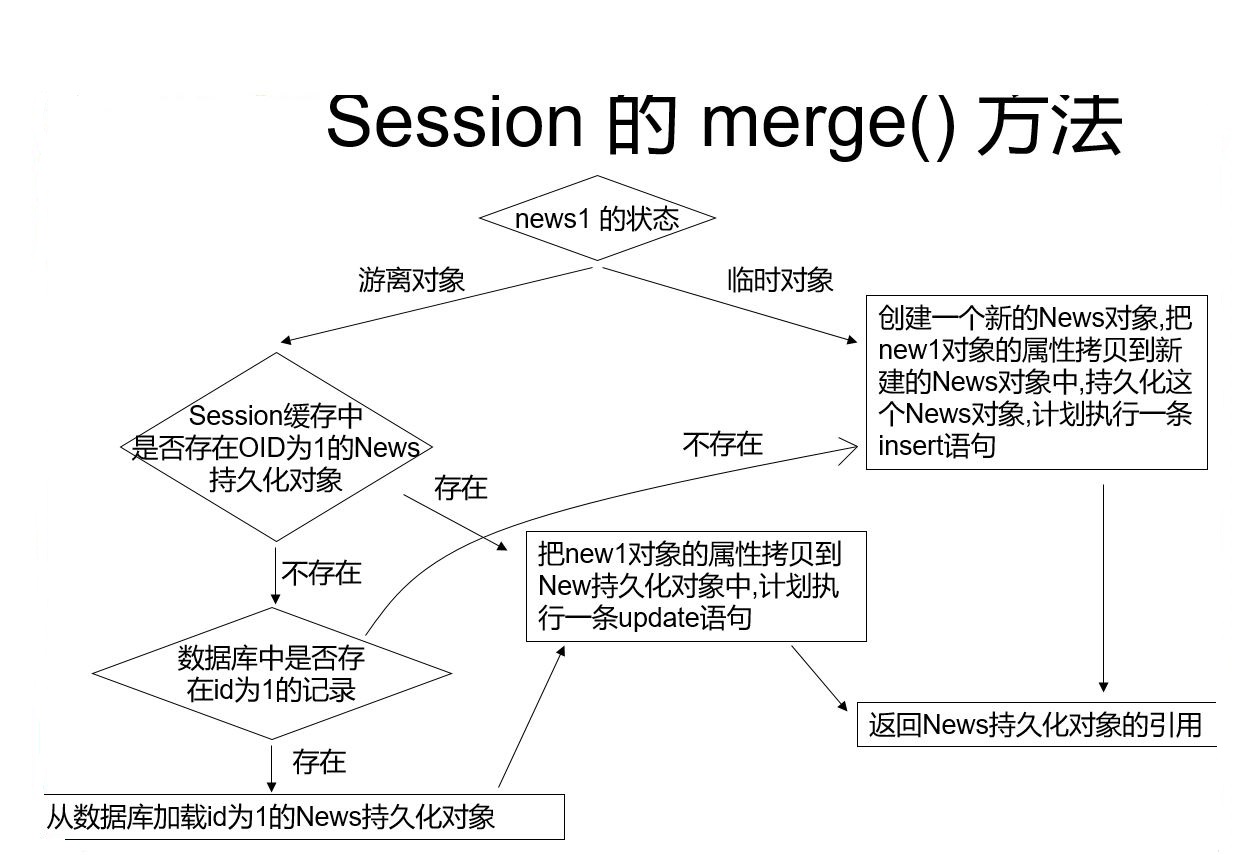 Session 的 merge() 方法
news1 的状态
游离对象
临时对象
创建一个新的News对象,把
new1对象的属性拷贝到新
建的News对象中,持久化这
个News对象,计划执行一条
insert语句
Session缓存中
是否存在OID为1的News
持久化对象
不存在
存在
把new1对象的属性拷贝到
New持久化对象中,计划执
行一条update语句
不存在
数据库中是否存
在id为1的记录
返回News持久化对象的引用
存在
从数据库加载id为1的News持久化对象